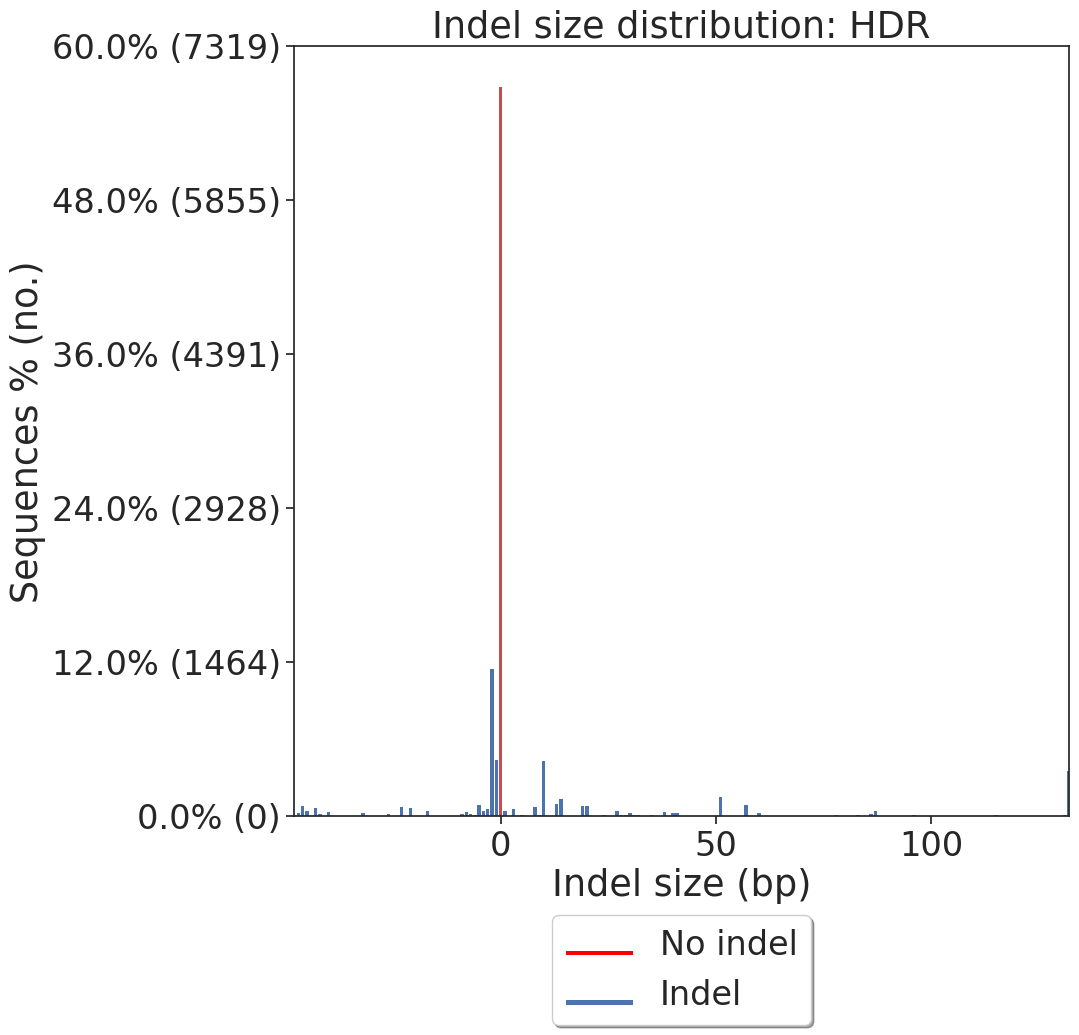 Indel size distribution: HDR
60.0% (7319)
48.0% (5855)
36.0% (4391)
24.0% (2928)
12.0% (1464)
0.0% (0)
Sequences % (no.)
0 50 100
Indel size (bp)
No indel
Indel